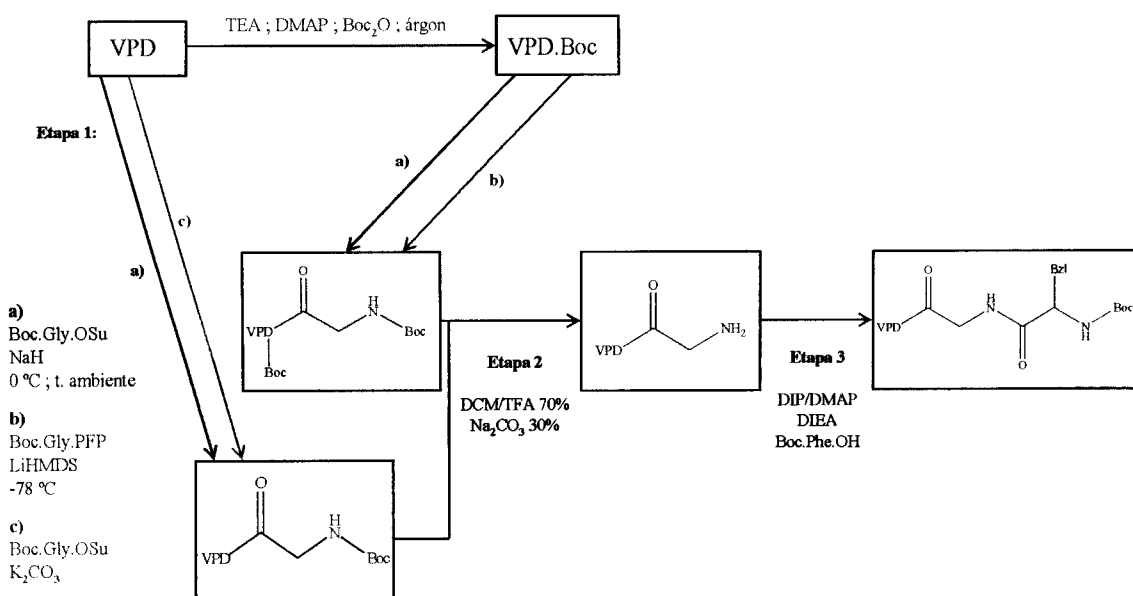 VPD
TEA ; DMAP ; Boc₂O ; árgon
VPD.Boc
Etapa 1:
a)
b)
c)
a)
O
H
N
VPD
Boc
Boc
O
NH₂
VPD
O
H
N
Bzl
Boc
VPD
N
H
O
Etapa 2
DCM/TFA 70%
Na₂CO₃ 30%
Etapa 3
DIP/DMAP
DIEA
Boc.Phe.OH
a)
Boc.Gly.OSu
NaH
0 ºC ; t. ambiente
b)
Boc.Gly.PFP
LiHMDS
-78 ºC
c)
Boc.Gly.OSu
K₂CO₃
O
H
N
VPD
Boc